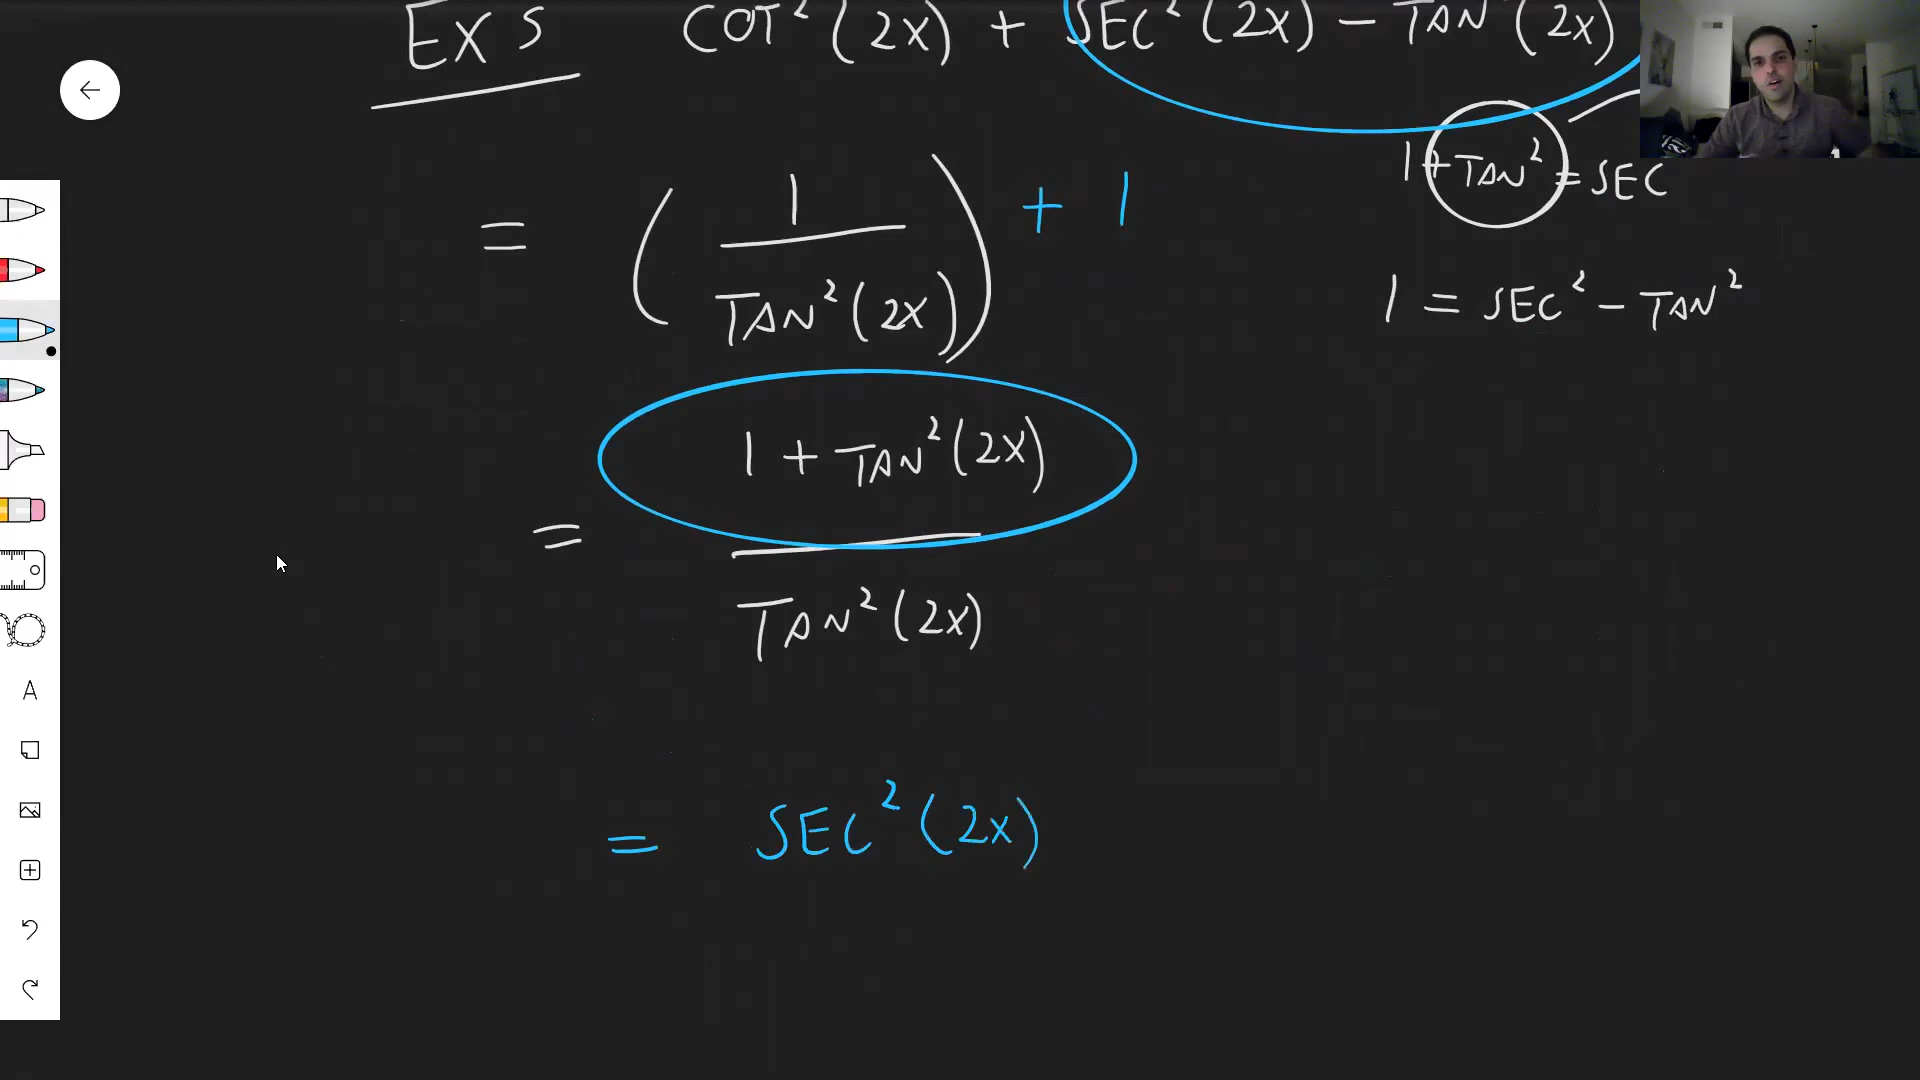 EX 5 COT²(2X) + SEC²(2X) - TAN²(2X)
1 + TAN² = SEC
= (1 / TAN²(2X)) + 1
1 = SEC² - TAN²
1 + TAN²(2X)
=
TAN²(2X)
= SEC²(2X)
A